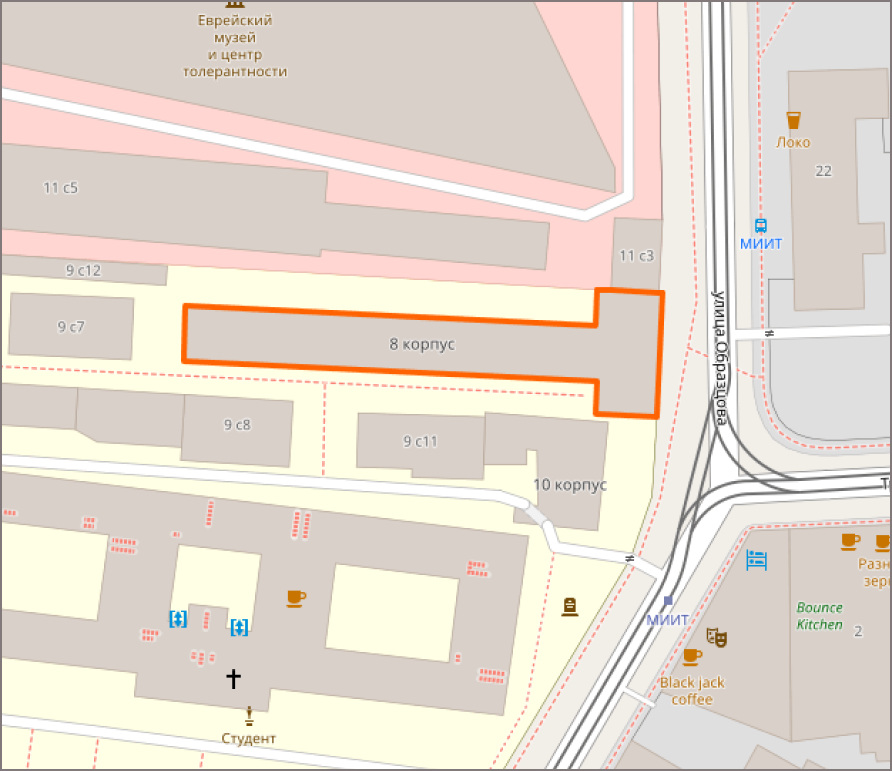 Еврейский
музей
и центр
толерантности
Локо
22
11 с5
МИИТ
11 с3
9 с12
9 с7
8 корпус
улица Образцова
9 с8
9 с11
10 корпус
Bounce
Kitchen
2
МИИТ
Black jack
coffee
Студент